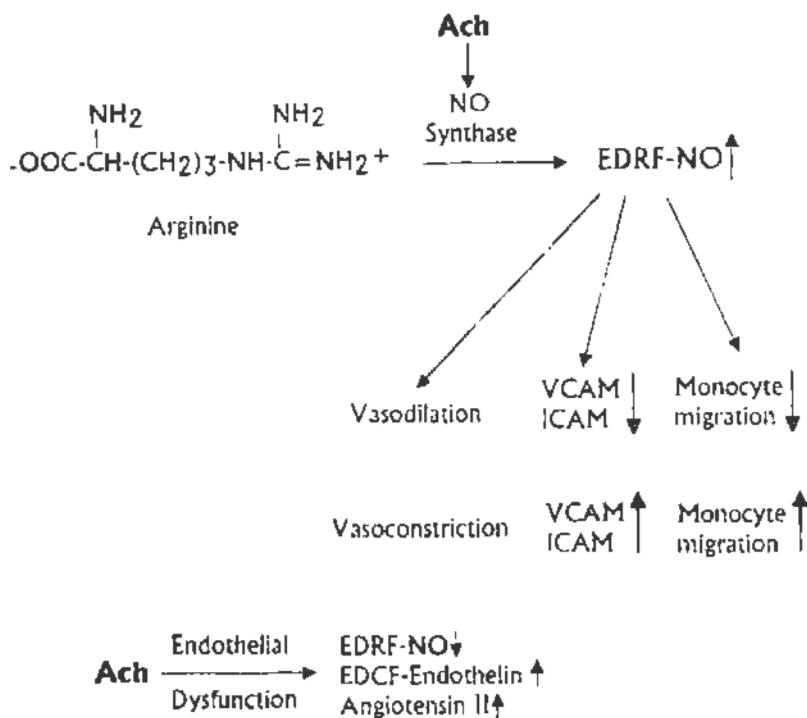 Ach
NO
Synthase
NH2 NH2
-OOC-CH-(CH2)3-NH-C=NH2+
EDRF-NO
Arginine
Vasodilation
VCAM
ICAM
Monocyte
migration
Vasoconstriction
VCAM
ICAM
Monocyte
migration
Ach
Endothelial
Dysfunction
EDRF-NO
EDCF-Endothelin
Angiotensin II